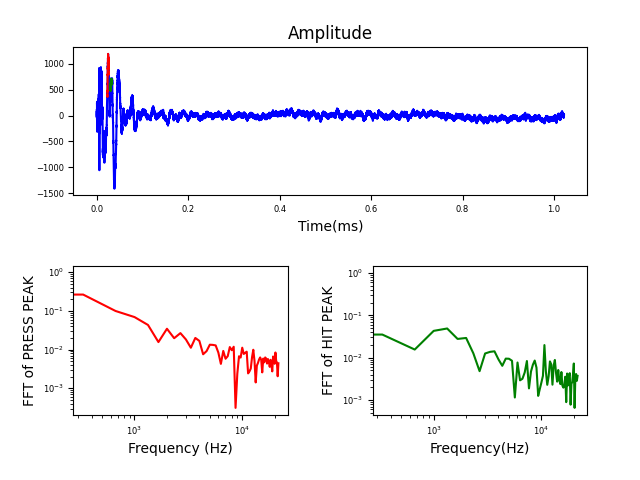 Amplitude
1000
500
0
−500
−1000
−1500
0.0 0.2 0.4 0.6 0.8 1.0
Time(ms)
FFT of PRESS PEAK
10⁰
10⁻¹
10⁻²
10⁻³
10³ 10⁴
Frequency (Hz)
FFT of HIT PEAK
10⁰
10⁻¹
10⁻²
10⁻³
10³ 10⁴
Frequency(Hz)